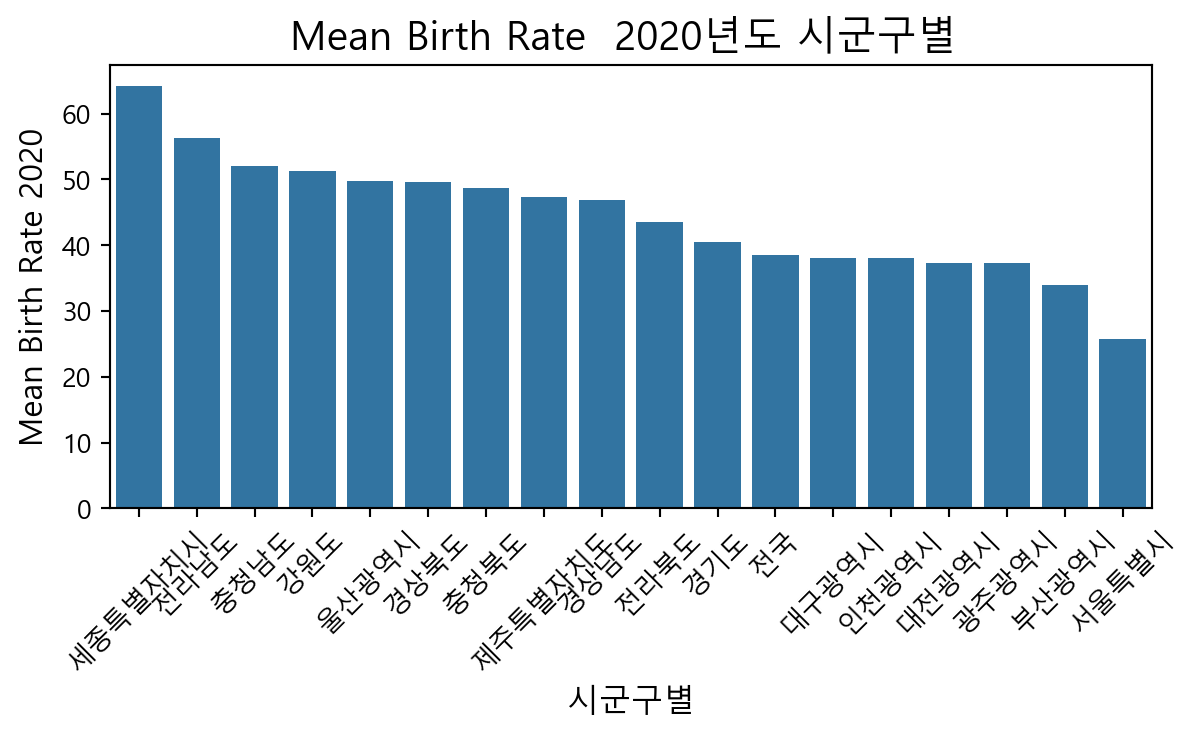 Mean Birth Rate  2020년도 시군구별
Mean Birth Rate 2020
60
50
40
30
20
10
0
세종특별자치시
전라남도
충청남도
강원도
울산광역시
경상북도
충청북도
제주특별자치도
경상남도
전라북도
경기도
전국
대구광역시
인천광역시
대전광역시
광주광역시
부산광역시
서울특별시
시군구별